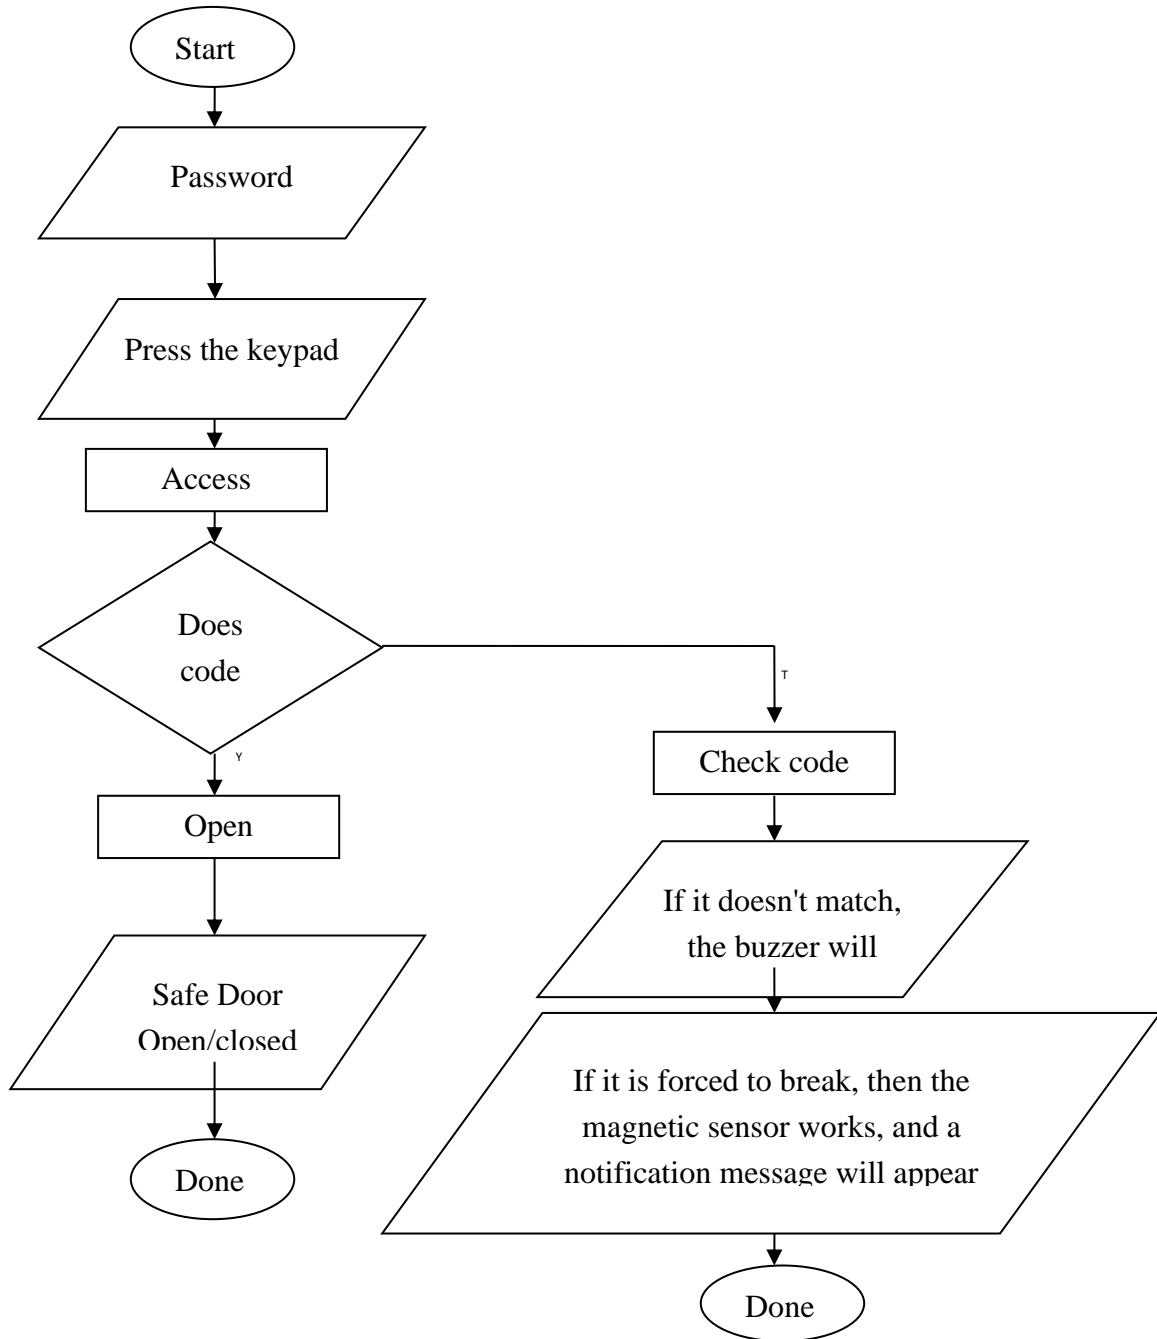 Start
Password
Press the keypad
Access
Does
code
Y
T
Open
Safe Door
Open/closed
Done
Check code
If it doesn't match,
the buzzer will
If it is forced to break, then the
magnetic sensor works, and a
notification message will appear
Done